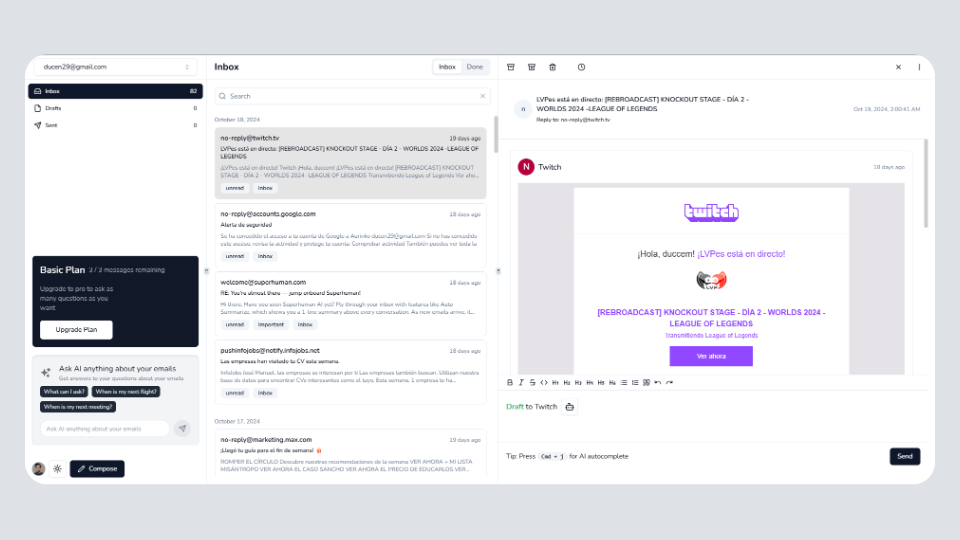 ducen29@gmail.com
Inbox 82
Drafts 0
Sent 0
Basic Plan 3 / 3 messages remaining
Upgrade to pro to ask as
many questions as you
want
Upgrade Plan
Ask AI anything about your emails
Get answers to your questions about your emails
What can I ask?
When is my next flight?
When is my next meeting?
Ask AI anything about your emails
Compose
Inbox
Inbox Done
Search
October 18, 2024
no-reply@twitch.tv 19 days ago
LVPes está en directo: [REBROADCAST] KNOCKOUT STAGE - DÍA 2 - WORLDS 2024 -LEAGUE OF
LEGENDS
¡LVPes está en directo! Twitch ¡Hola, duccem! ¡LVPes está en directo! [REBROADCAST] KNOCKOUT
STAGE - DÍA 2 - WORLDS 2024 -LEAGUE OF LEGENDS Transmitiendo League of Legends Ver aho...
unread inbox
no-reply@accounts.google.com 18 days ago
Alerta de seguridad
Se ha concedido el acceso a tu cuenta de Google a Aurinko ducen29@gmail.com Si no has concedido
este acceso, revisa la actividad y protege tu cuenta. Comprobar actividad También puedes ver toda la
unread inbox
welcome@superhuman.com 18 days ago
RE: You're almost there — jump onboard Superhuman!
Hi there, Have you seen Superhuman AI yet? Fly through your inbox with features like Auto
Summarize, which shows you a 1-line summary above every conversation. As new emails arrive, it...
unread important inbox
pushinfojobs@notify.infojobs.net 18 days ago
Las empresas han visitado tu CV esta semana.
Infojobs José Manuel, las empresas se interesan por ti Las empresas también buscan. Utilizan nuestra
base de datos para encontrar CVs interesantes como el tuyo. Esta semana, 1 empresa te ha...
unread inbox
October 17, 2024
no-reply@marketing.max.com 19 days ago
¡Llegó tu guía para el fin de semana!
ROMPER EL CÍRCULO Descubre nuestras recomendaciones de la semana VER AHORA + MI LISTA
MISÁNTROPO VER AHORA EL CASO SANCHO VER AHORA EL PRECIO DE EDUCARLOS VER...
n
LVPes está en directo: [REBROADCAST] KNOCKOUT STAGE - DÍA 2 -
WORLDS 2024 -LEAGUE OF LEGENDS
Reply to: no-reply@twitch.tv
Oct 19, 2024, 2:00:41 AM
N Twitch 18 days ago
twitch
¡Hola, duccem! ¡LVPes está en directo!
LVP
[REBROADCAST] KNOCKOUT STAGE - DÍA 2 - WORLDS 2024 -
LEAGUE OF LEGENDS
Transmitiendo League of Legends
Ver ahora
Draft to Twitch
Tip: Press Cmd + j for AI autocomplete
Send